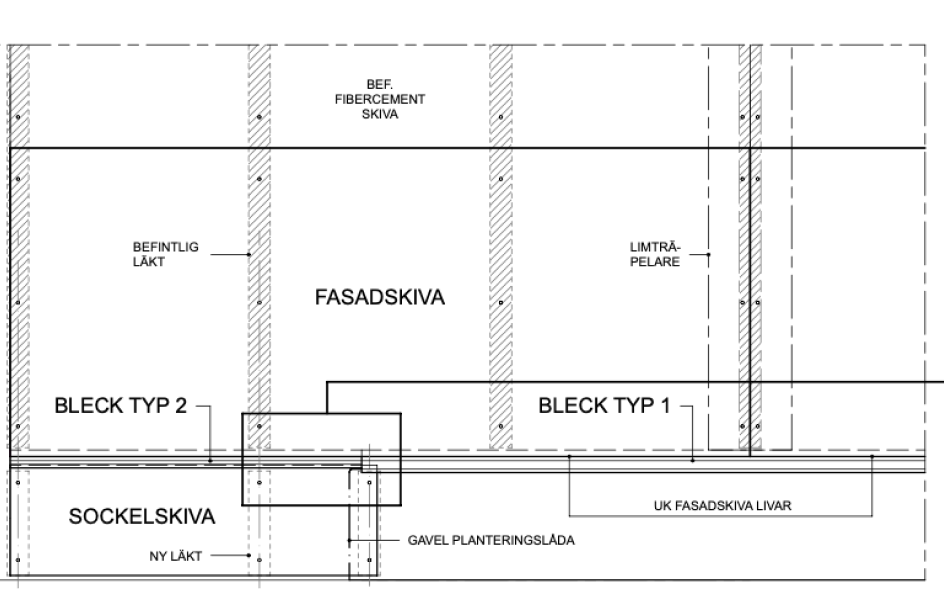 BEF.
FIBERCEMENT
SKIVA
BEFINTLIG
LÄKT
LIMTRÄ-
PELARE
FASADSKIVA
BLECK TYP 2
BLECK TYP 1
UK FASADSKIVA LIVAR
SOCKELSKIVA
GAVEL PLANTERINGSLÅDA
NY LÄKT